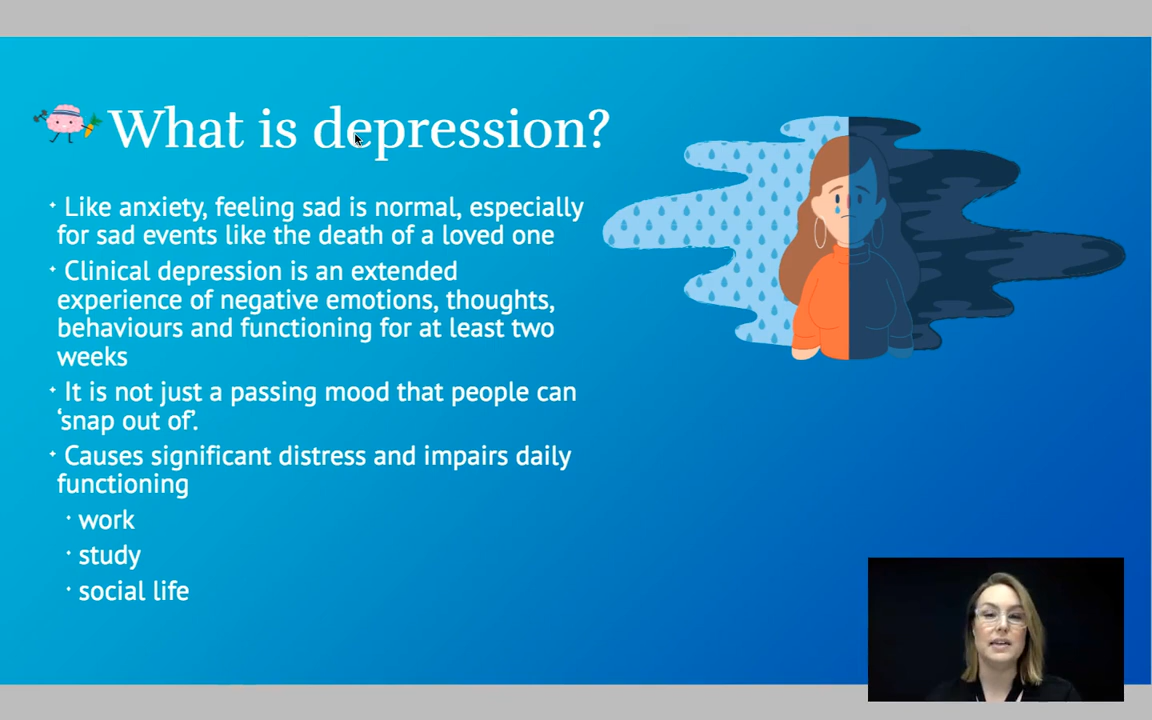 What is depression?
Like anxiety, feeling sad is normal, especially
for sad events like the death of a loved one
Clinical depression is an extended
experience of negative emotions, thoughts,
behaviours and functioning for at least two
weeks
It is not just a passing mood that people can
‘snap out of’.
Causes significant distress and impairs daily
functioning
work
study
social life